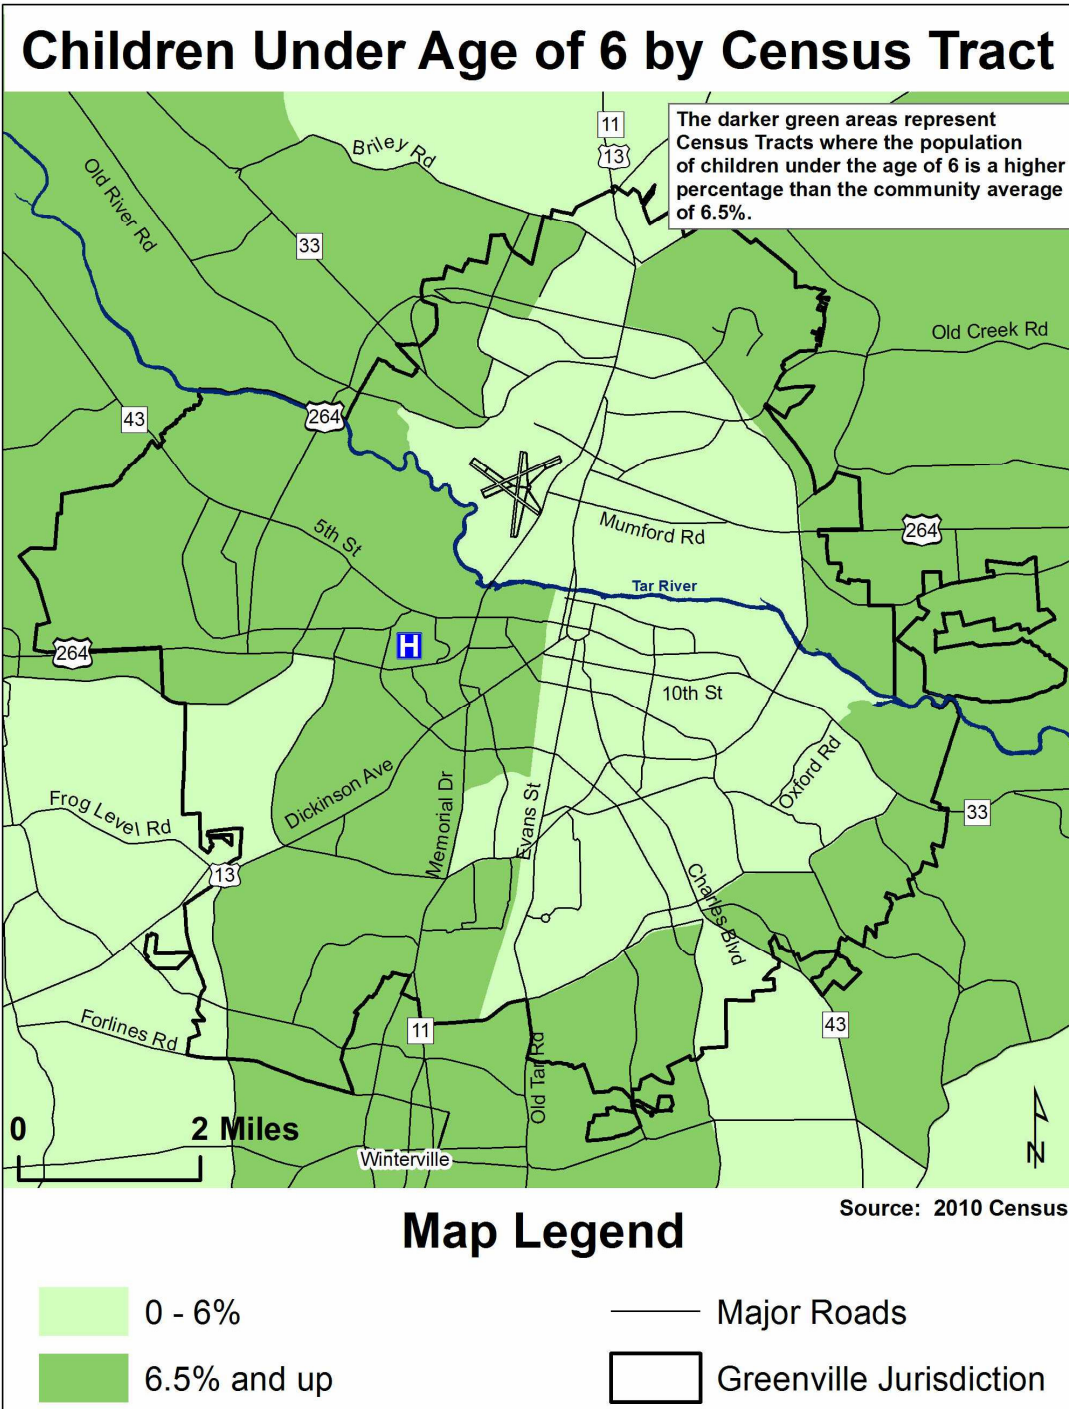 Children Under Age of 6 by Census Tract
The darker green areas represent
Census Tracts where the population
of children under the age of 6 is a higher
percentage than the community average
of 6.5%.
11
13
Briley Rd
Old River Rd
33
Old Creek Rd
43
264
5th St
Mumford Rd
264
Tar River
H
264
10th St
Oxford Rd
Dickinson Ave
Memorial Dr
Evans St
Frog Level Rd
33
13
Charles Blvd
Forlines Rd
11
43
Old Tar Rd
0 2 Miles
Winterville
N
Source: 2010 Census
Map Legend
0 - 6%
Major Roads
6.5% and up
Greenville Jurisdiction